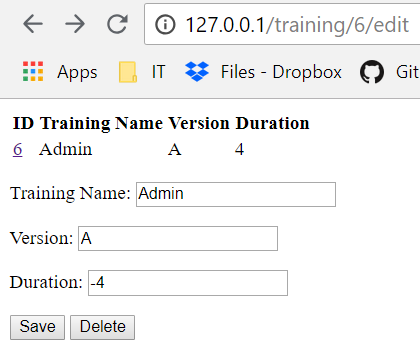 127.0.0.1/training/6/edit
Apps IT Files - Dropbox Git
ID Training Name Version Duration
6 Admin A 4
Training Name: Admin
Version: A
Duration: -4
Save Delete